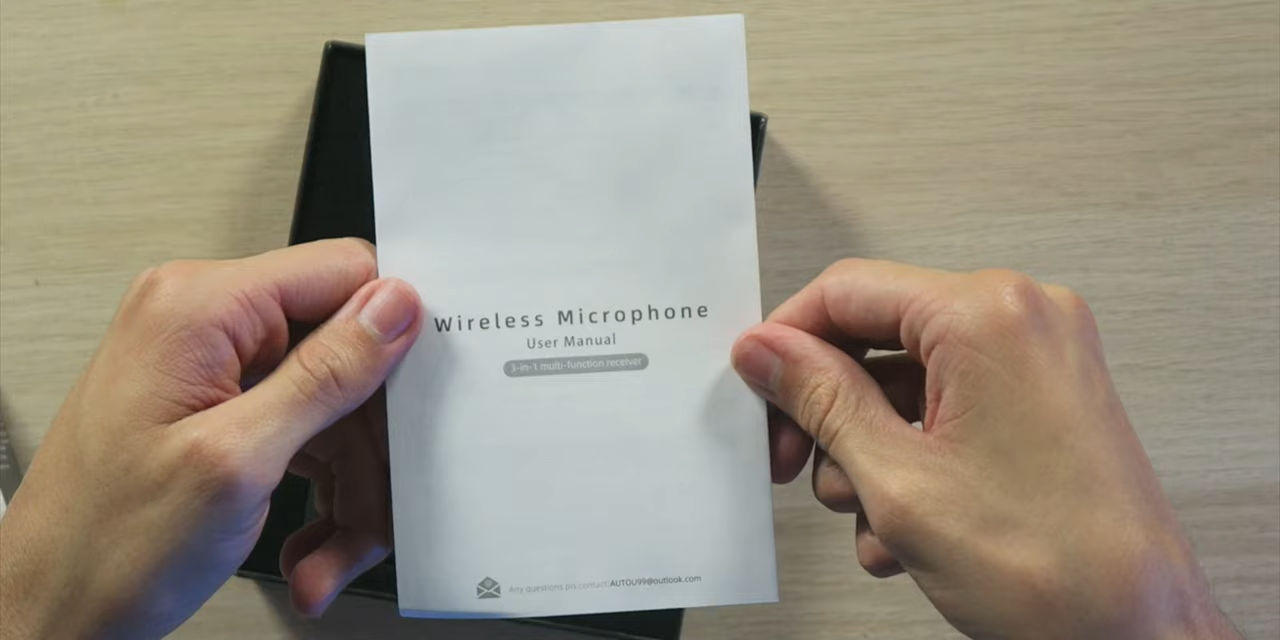 Wireless Microphone
User Manual
3-in-1 multi-function receiver
Any questions pls contact:AUTOU99@outlook.com